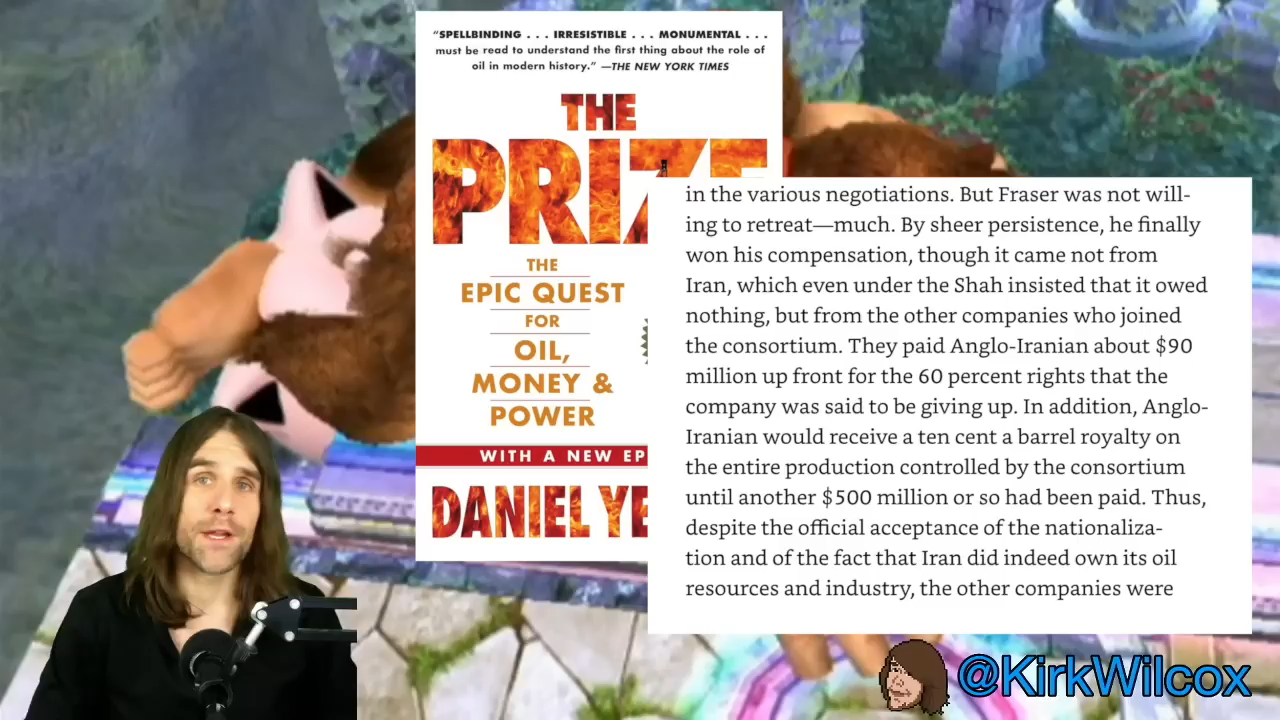 “SPELLBINDING . . . IRRESISTIBLE . . . MONUMENTAL . . .
must be read to understand the first thing about the role of
oil in modern history.” —THE NEW YORK TIMES
THE
PRIZE
THE
EPIC QUEST
FOR
OIL,
MONEY &
POWER
WITH A NEW EP
DANIEL YE
in the various negotiations. But Fraser was not will-
ing to retreat—much. By sheer persistence, he finally
won his compensation, though it came not from
Iran, which even under the Shah insisted that it owed
nothing, but from the other companies who joined
the consortium. They paid Anglo-Iranian about $90
million up front for the 60 percent rights that the
company was said to be giving up. In addition, Anglo-
Iranian would receive a ten cent a barrel royalty on
the entire production controlled by the consortium
until another $500 million or so had been paid. Thus,
despite the official acceptance of the nationaliza-
tion and of the fact that Iran did indeed own its oil
resources and industry, the other companies were
@KirkWilcox